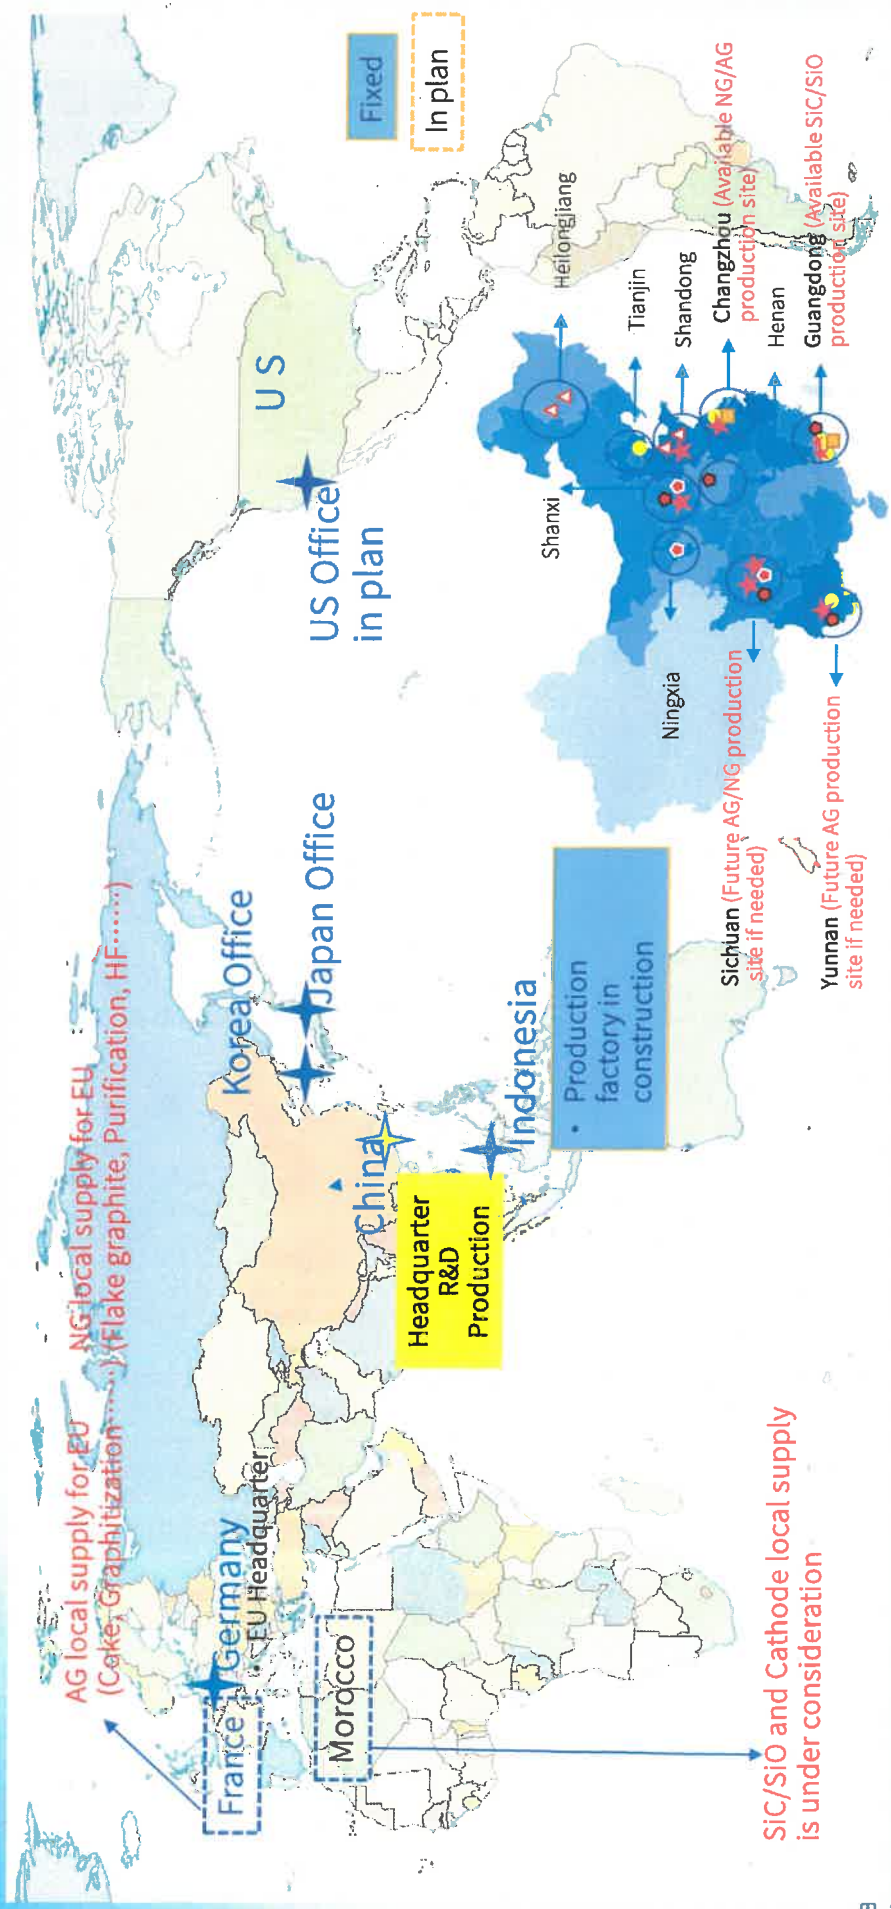 AG local supply for EU
(Coke, Graphitization······)
NG local supply for EU
(Flake graphite, Purification, HF······)
France
Germany
• EU Headquarter
Morocco
SiC/SiO and Cathode local supply
is under consideration
Korea Office
Japan Office
China
Headquarter
R&D
Production
Indonesia
• Production
factory in
construction
US
US Office
in plan
Fixed
In plan
Heilongjiang
Tianjin
Shandong
Changzhou (Available NG/AG
production site)
Henan
Guangdong (Available SiC/SiO
production site)
Shanxi
Ningxia
Sichuan (Future AG/NG production
site if needed)
Yunnan (Future AG production
site if needed)